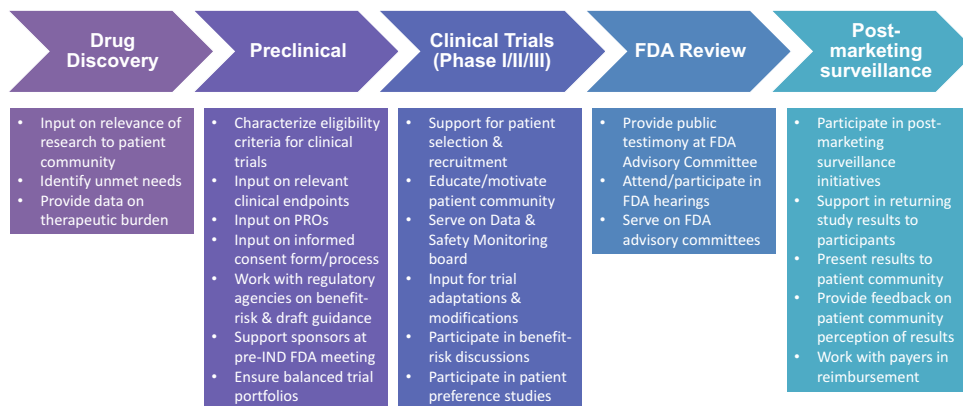 Drug
Discovery
Preclinical
Clinical Trials
(Phase I/II/III)
FDA Review
Post-
marketing
surveillance
• Input on relevance of
research to patient
community
• Identify unmet needs
• Provide data on
therapeutic burden
• Characterize eligibility
criteria for clinical
trials
• Input on relevant
clinical endpoints
• Input on PROs
• Input on informed
consent form/process
• Work with regulatory
agencies on benefit-
risk & draft guidance
• Support sponsors at
pre-IND FDA meeting
• Ensure balanced trial
portfolios
• Support for patient
selection &
recruitment
• Educate/motivate
patient community
• Serve on Data &
Safety Monitoring
board
• Input for trial
adaptations &
modifications
• Participate in benefit-
risk discussions
• Participate in patient
preference studies
• Provide public
testimony at FDA
Advisory Committee
• Attend/participate in
FDA hearings
• Serve on FDA
advisory committees
• Participate in post-
marketing
surveillance
initiatives
• Support in returning
study results to
participants
• Present results to
patient community
• Provide feedback on
patient community
perception of results
• Work with payers in
reimbursement